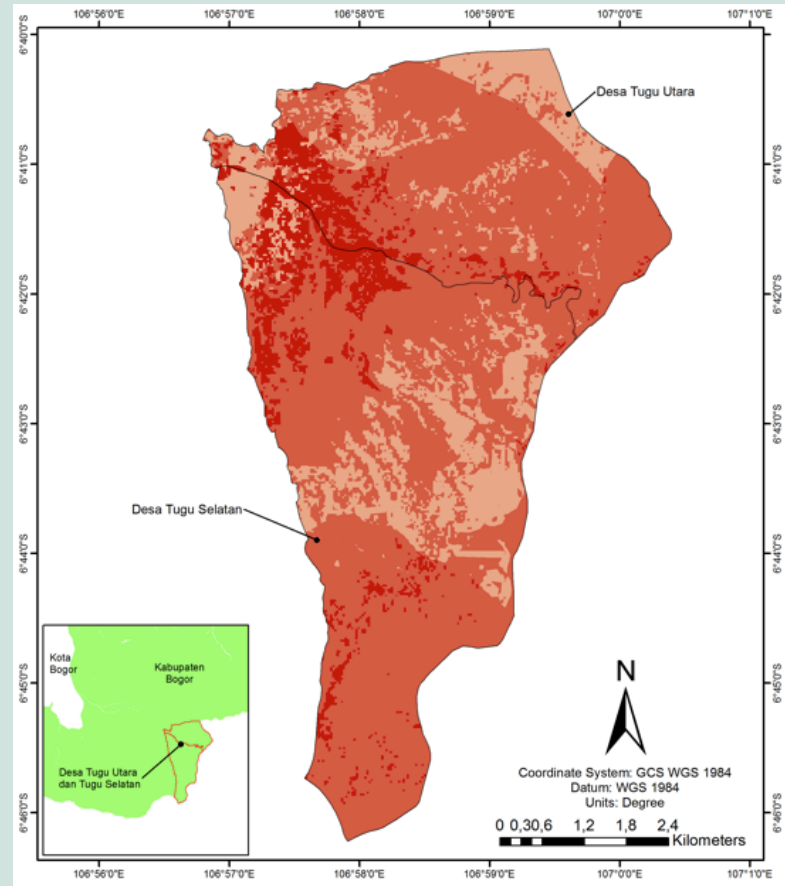 106°56'0"E 106°57'0"E 106°58'0"E 106°59'0"E 107°0'0"E 107°1'0"E
6°40'0"S
6°41'0"S
6°42'0"S
6°43'0"S
6°44'0"S
6°45'0"S
6°46'0"S
6°40'0"S
6°41'0"S
6°42'0"S
6°43'0"S
6°44'0"S
6°45'0"S
6°46'0"S
Desa Tugu Utara
Desa Tugu Selatan
Kota
Bogor
Kabupaten
Bogor
Desa Tugu Utara
dan Tugu Selatan
N
Coordinate System: GCS WGS 1984
Datum: WGS 1984
Units: Degree
0 0,30,6 1,2 1,8 2,4
Kilometers
106°56'0"E 106°57'0"E 106°58'0"E 106°59'0"E 107°0'0"E 107°1'0"E